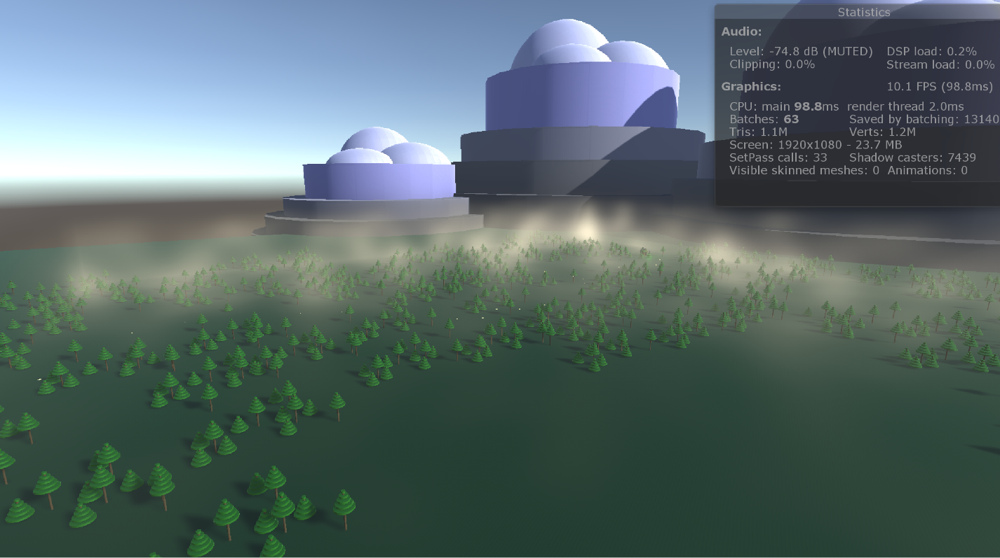 Statistics
Audio:
Level: -74.8 dB (MUTED) DSP load: 0.2%
Clipping: 0.0% Stream load: 0.0%
Graphics: 10.1 FPS (98.8ms)
CPU: main 98.8ms render thread 2.0ms
Batches: 63 Saved by batching: 13140
Tris: 1.1M Verts: 1.2M
Screen: 1920x1080 - 23.7 MB
SetPass calls: 33 Shadow casters: 7439
Visible skinned meshes: 0 Animations: 0